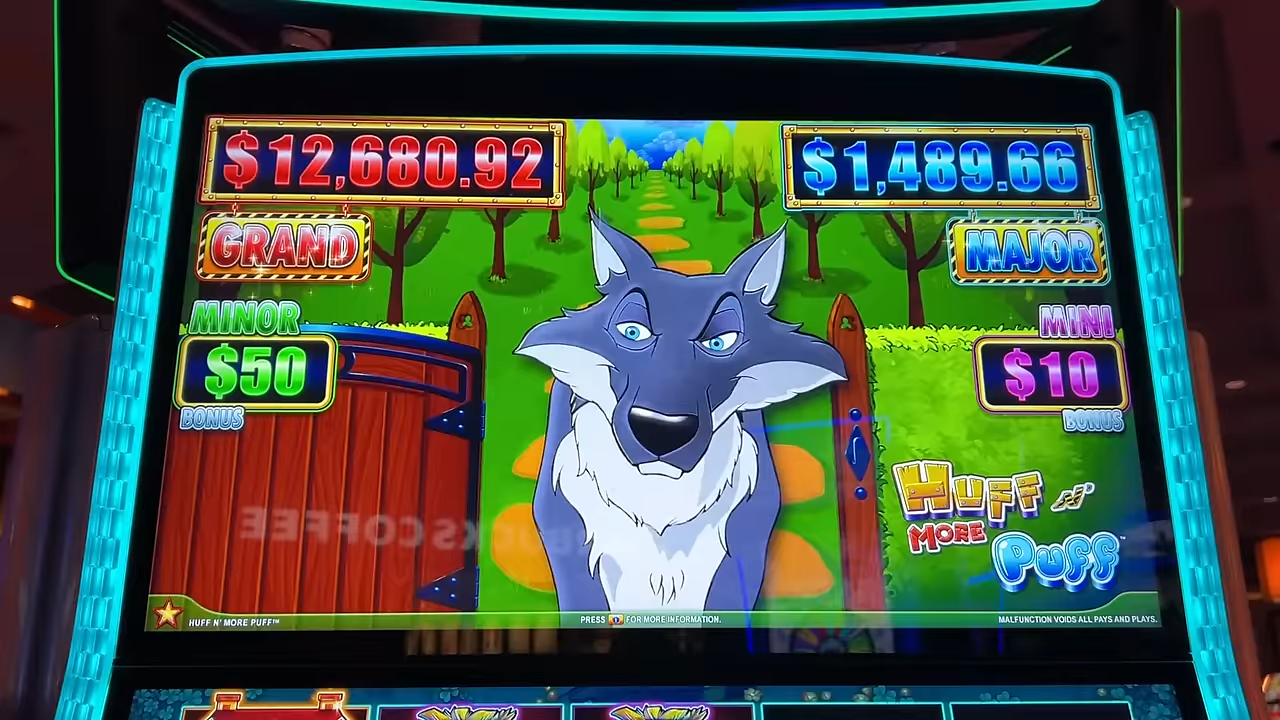 $12,680.92
$1,489.66
GRAND
MAJOR
MINOR
$50
BONUS
MINI
$10
BONUS
HUFF N'
MORE
PUFF™
HUFF N' MORE PUFF™
PRESS FOR MORE INFORMATION.
MALFUNCTION VOIDS ALL PAYS AND PLAYS.